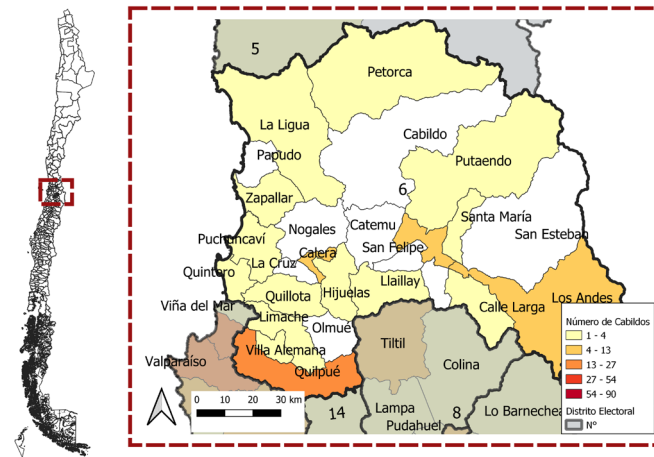 5
Petorca
La Ligua
Cabildo
Papudo
Putaendo
6
Zapallar
Santa María
Nogales
Catemu
San Esteban
Puchuncaví
San Felipe
Calera
La Cruz
Quintero
Llaillay
Quillota
Hijuelas
Los Andes
Viña del Mar
Calle Larga
Limache
Olmué
Tiltil
Villa Alemana
Valparaíso
Colina
Quilpué
0 10 20 30 km
14
Lampa
8
Lo Barnechea
Pudahuel
Número de Cabildos
1 - 4
4 - 13
13 - 27
27 - 54
54 - 90
Distrito Electoral
N°